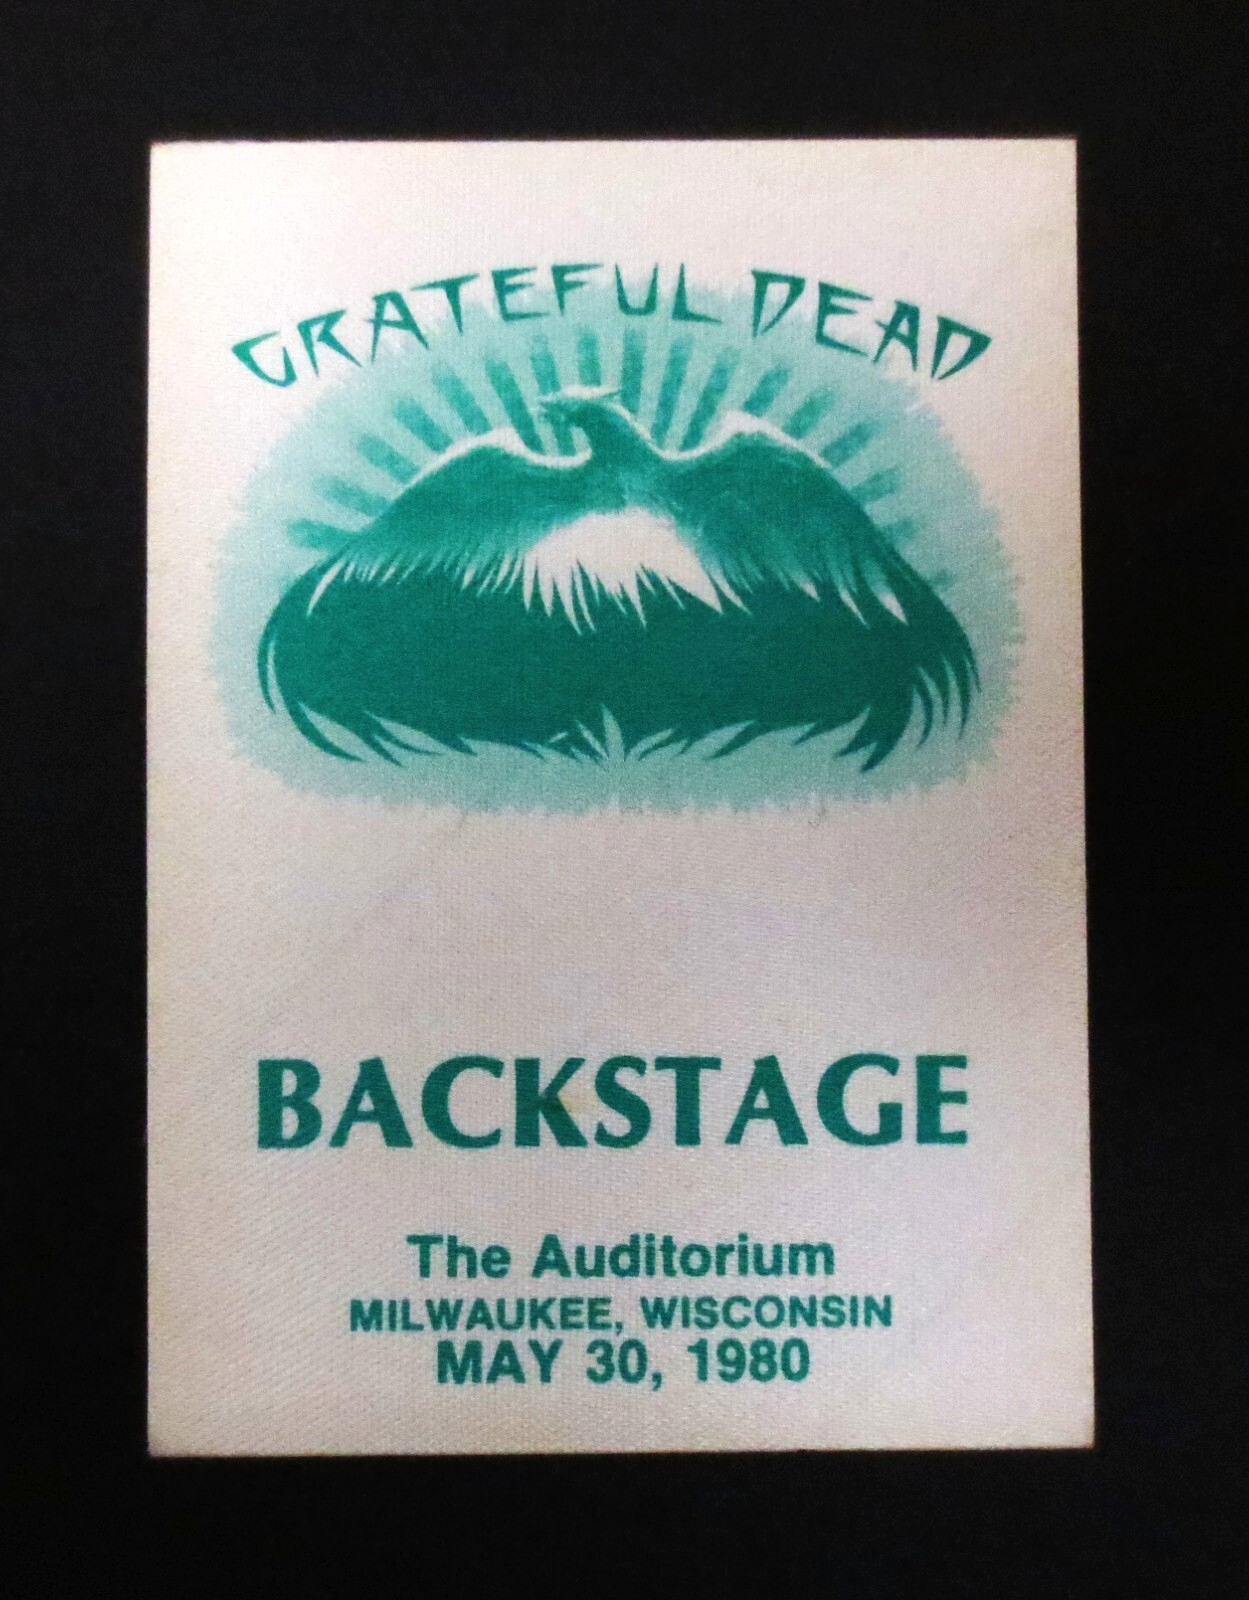 GRATEFUL DEAD
BACKSTAGE
The Auditorium
MILWAUKEE, WISCONSIN
MAY 30, 1980